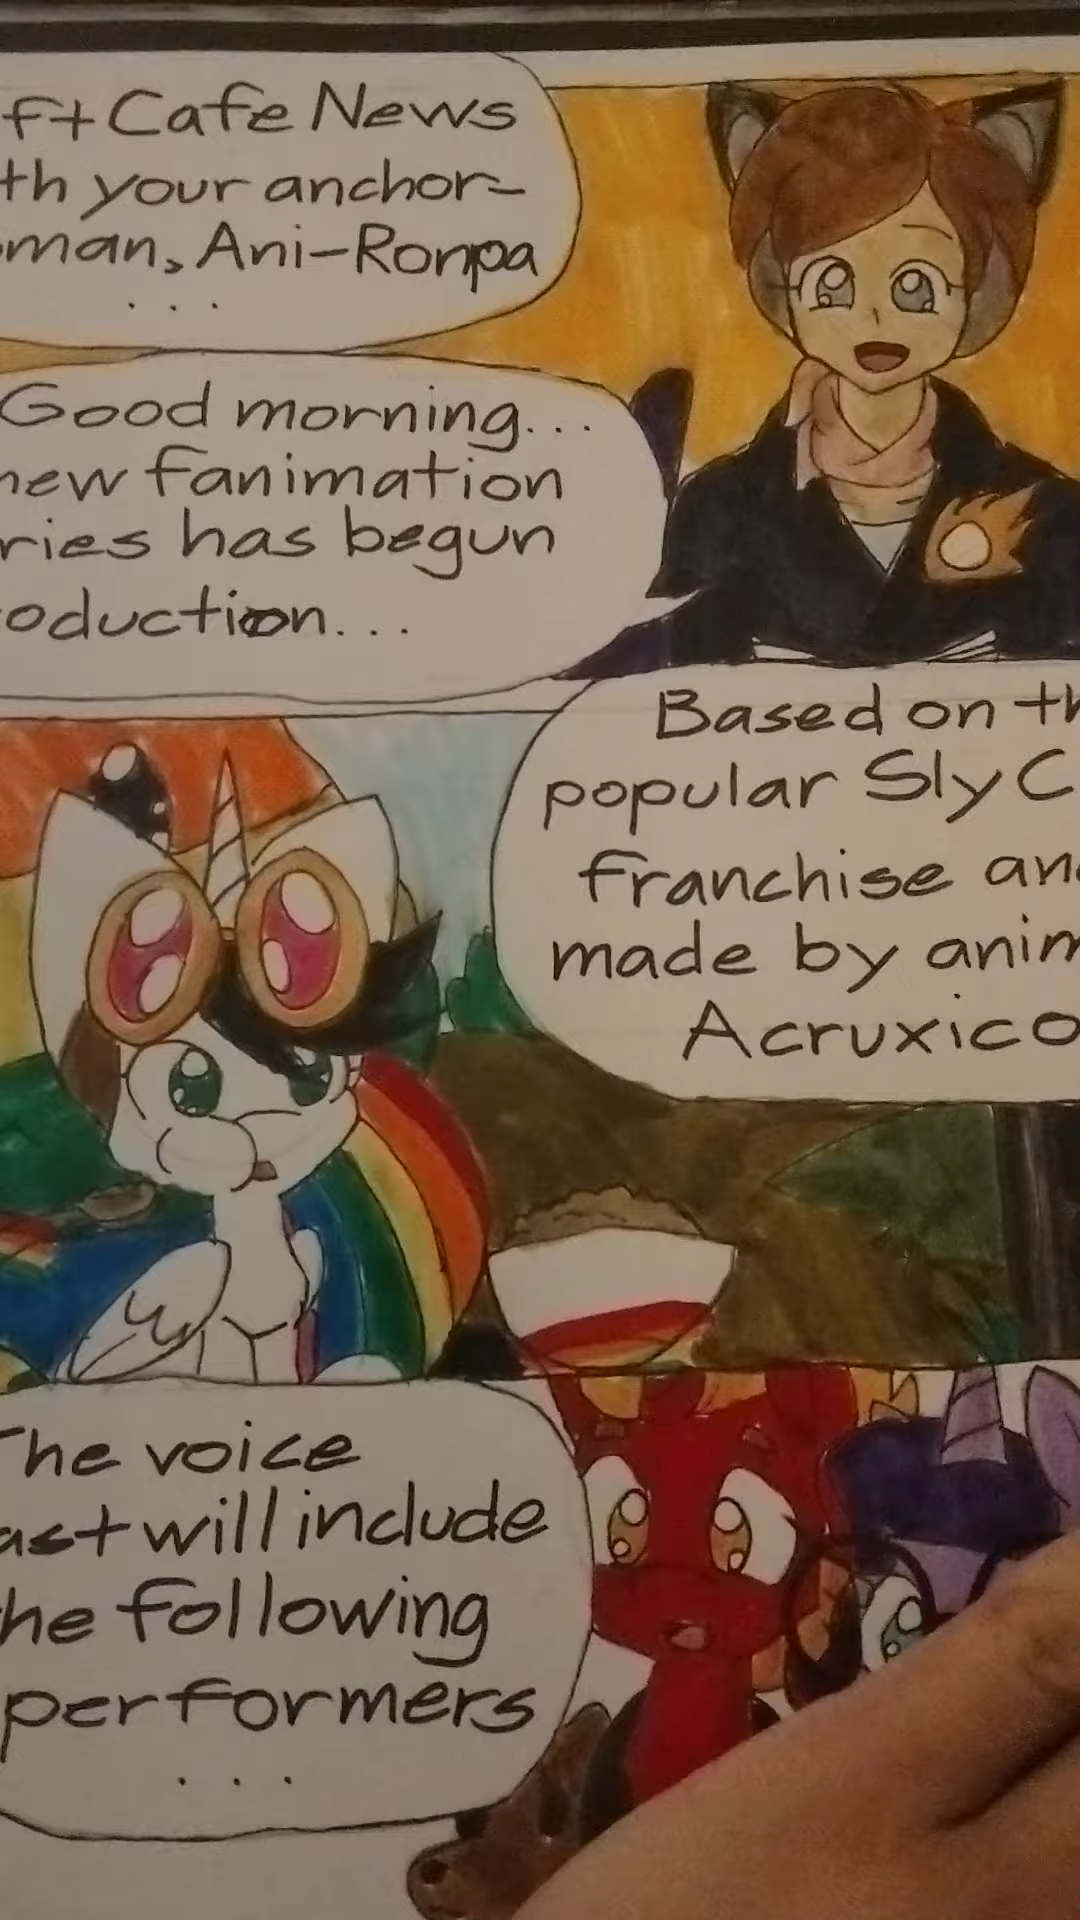 ft Cafe News
th your anchor-
man, Ani-Ronpa
...
Good morning...
new fanimation
ries has begun
oduction...
Based on th
popular Sly C
franchise and
made by anim
Acruxico
The voice
ast will include
he following
performers
...